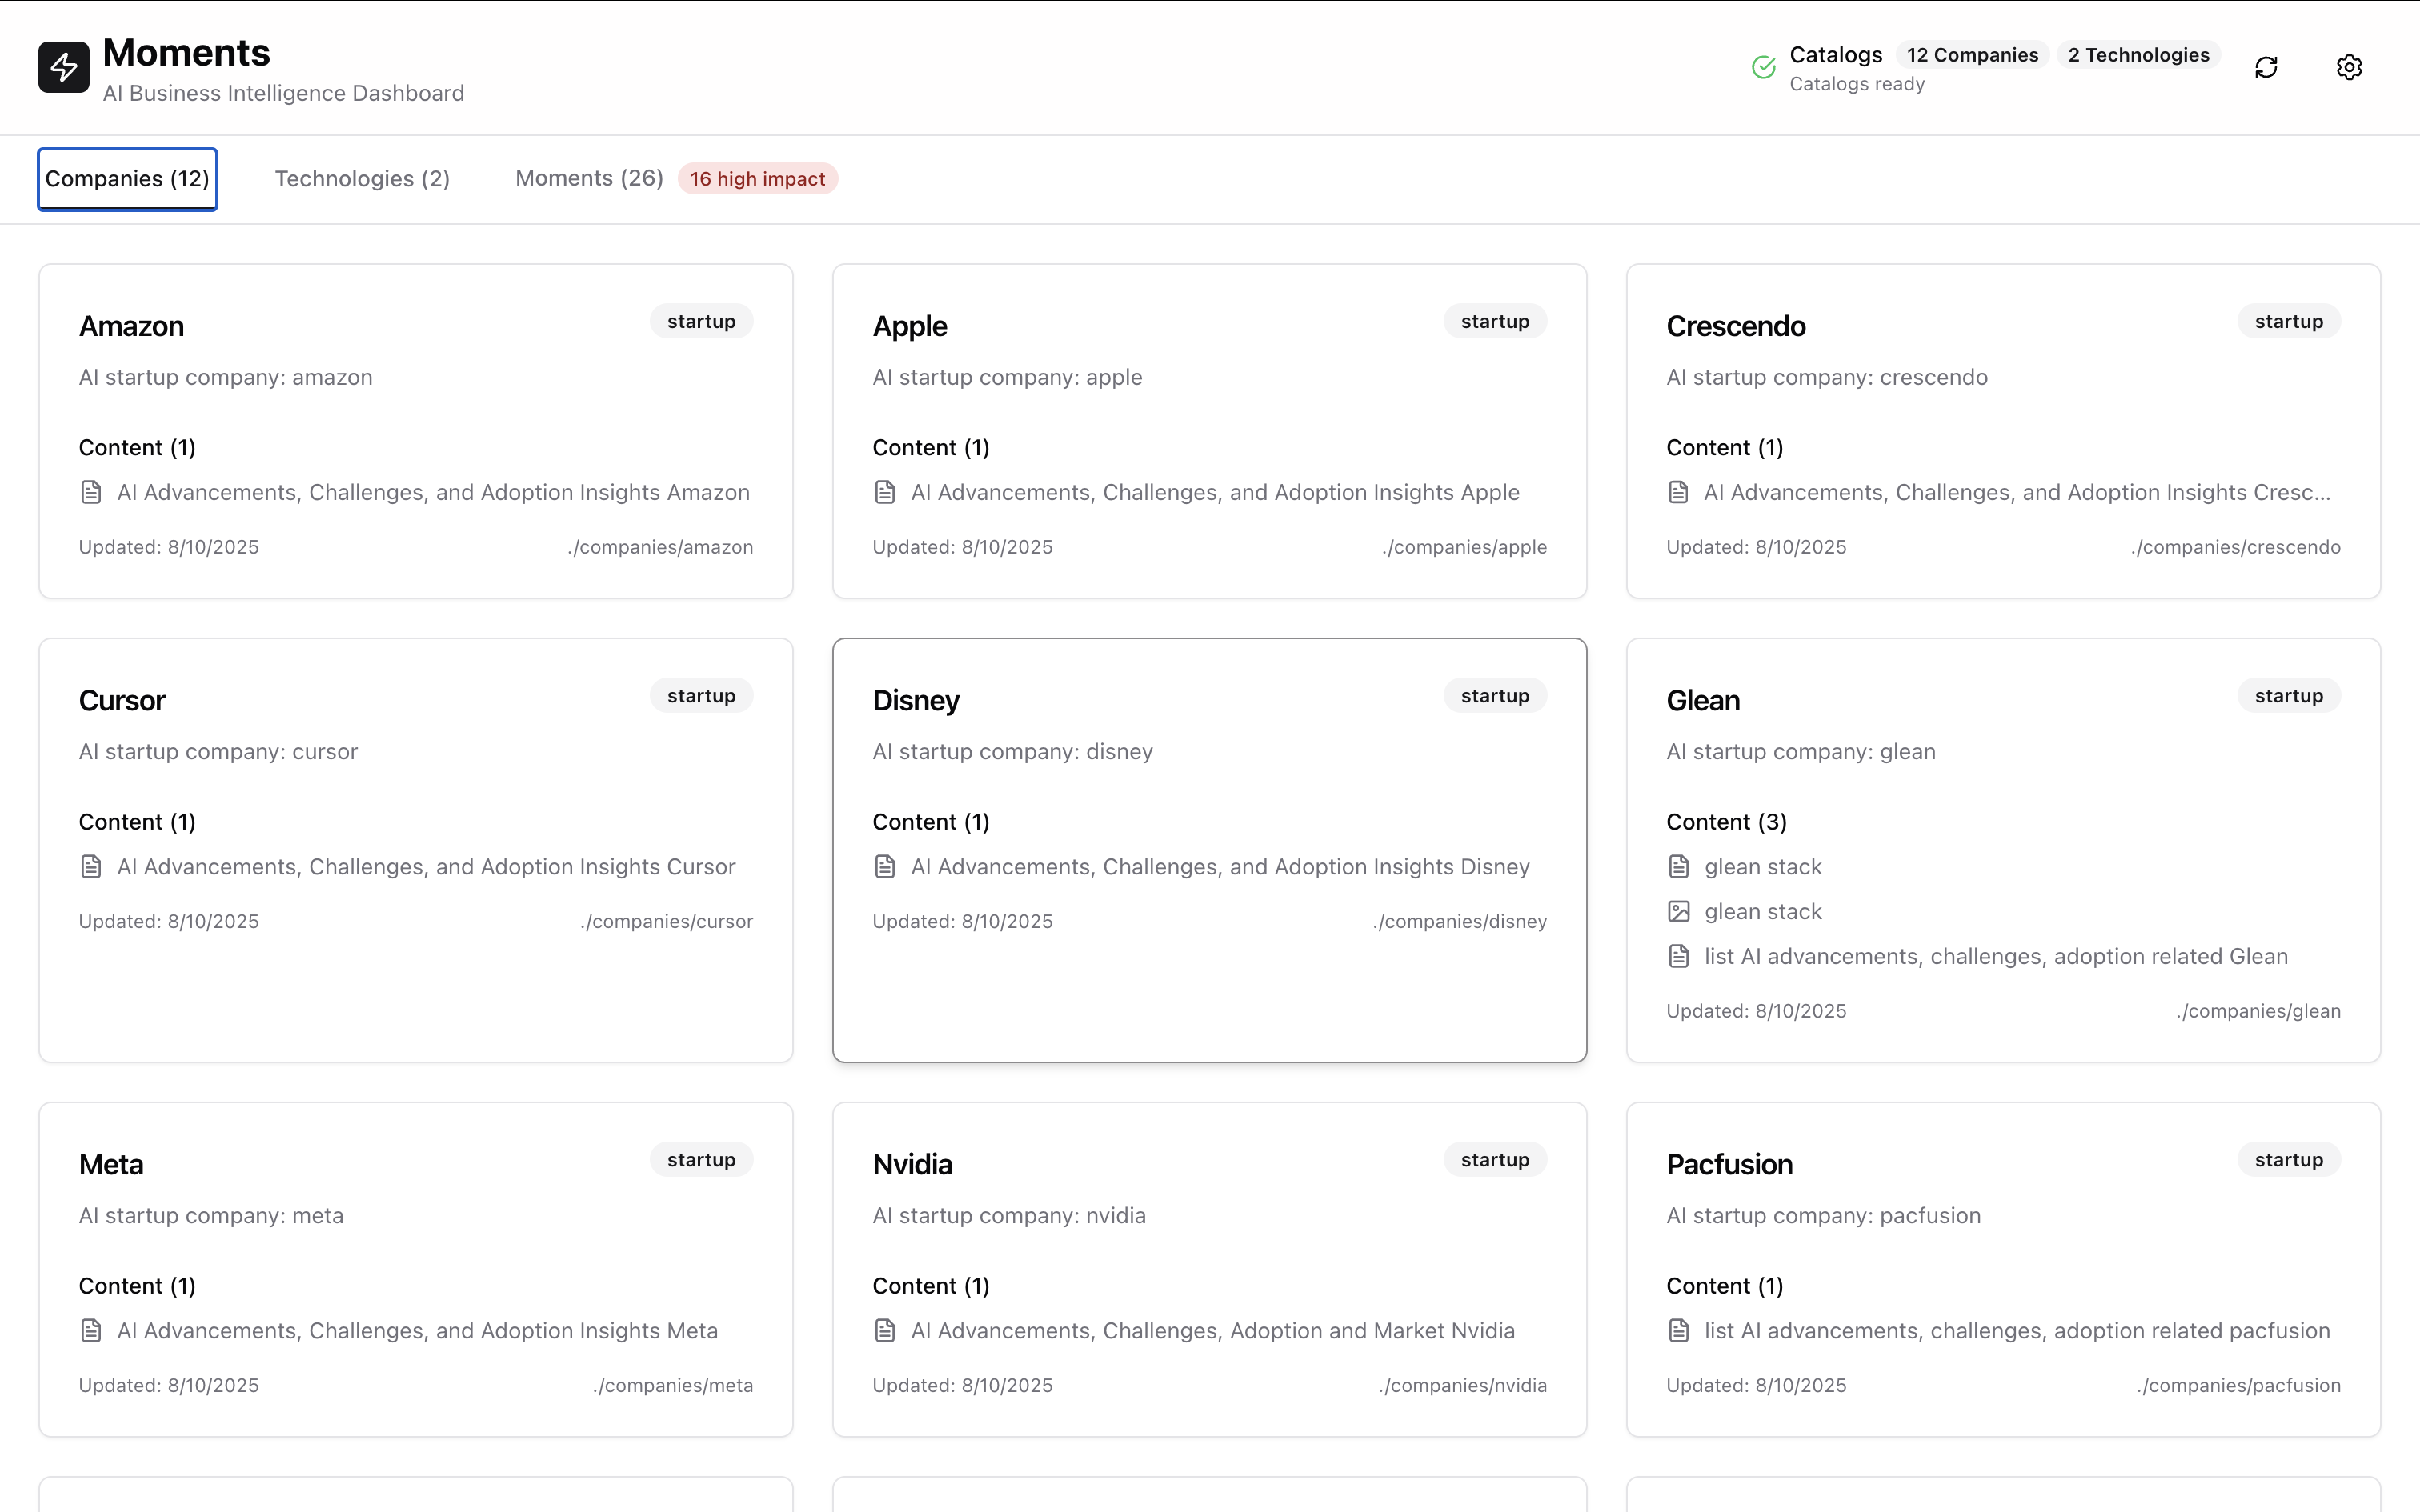 Moments
AI Business Intelligence Dashboard
Catalogs 12 Companies 2 Technologies
Catalogs ready
Companies (12) Technologies (2) Moments (26) 16 high impact
Amazon startup
AI startup company: amazon
Content (1)
AI Advancements, Challenges, and Adoption Insights Amazon
Updated: 8/10/2025 ./companies/amazon
Apple startup
AI startup company: apple
Content (1)
AI Advancements, Challenges, and Adoption Insights Apple
Updated: 8/10/2025 ./companies/apple
Crescendo startup
AI startup company: crescendo
Content (1)
AI Advancements, Challenges, and Adoption Insights Cresc...
Updated: 8/10/2025 ./companies/crescendo
Cursor startup
AI startup company: cursor
Content (1)
AI Advancements, Challenges, and Adoption Insights Cursor
Updated: 8/10/2025 ./companies/cursor
Disney startup
AI startup company: disney
Content (1)
AI Advancements, Challenges, and Adoption Insights Disney
Updated: 8/10/2025 ./companies/disney
Glean startup
AI startup company: glean
Content (3)
glean stack
glean stack
list AI advancements, challenges, adoption related Glean
Updated: 8/10/2025 ./companies/glean
Meta startup
AI startup company: meta
Content (1)
AI Advancements, Challenges, and Adoption Insights Meta
Updated: 8/10/2025 ./companies/meta
Nvidia startup
AI startup company: nvidia
Content (1)
AI Advancements, Challenges, Adoption and Market Nvidia
Updated: 8/10/2025 ./companies/nvidia
Pacfusion startup
AI startup company: pacfusion
Content (1)
list AI advancements, challenges, adoption related pacfusion
Updated: 8/10/2025 ./companies/pacfusion